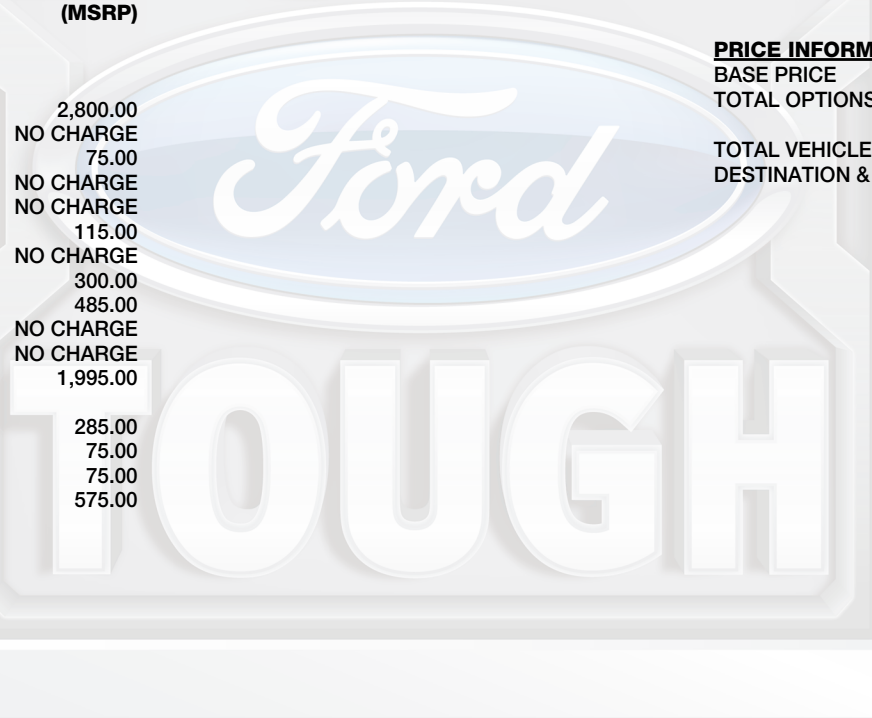 (MSRP)
2,800.00
NO CHARGE
75.00
NO CHARGE
NO CHARGE
115.00
NO CHARGE
300.00
485.00
NO CHARGE
NO CHARGE
1,995.00
285.00
75.00
75.00
575.00
PRICE INFORM
BASE PRICE
TOTAL OPTIONS
TOTAL VEHICLE
DESTINATION &
Ford
TOUGH